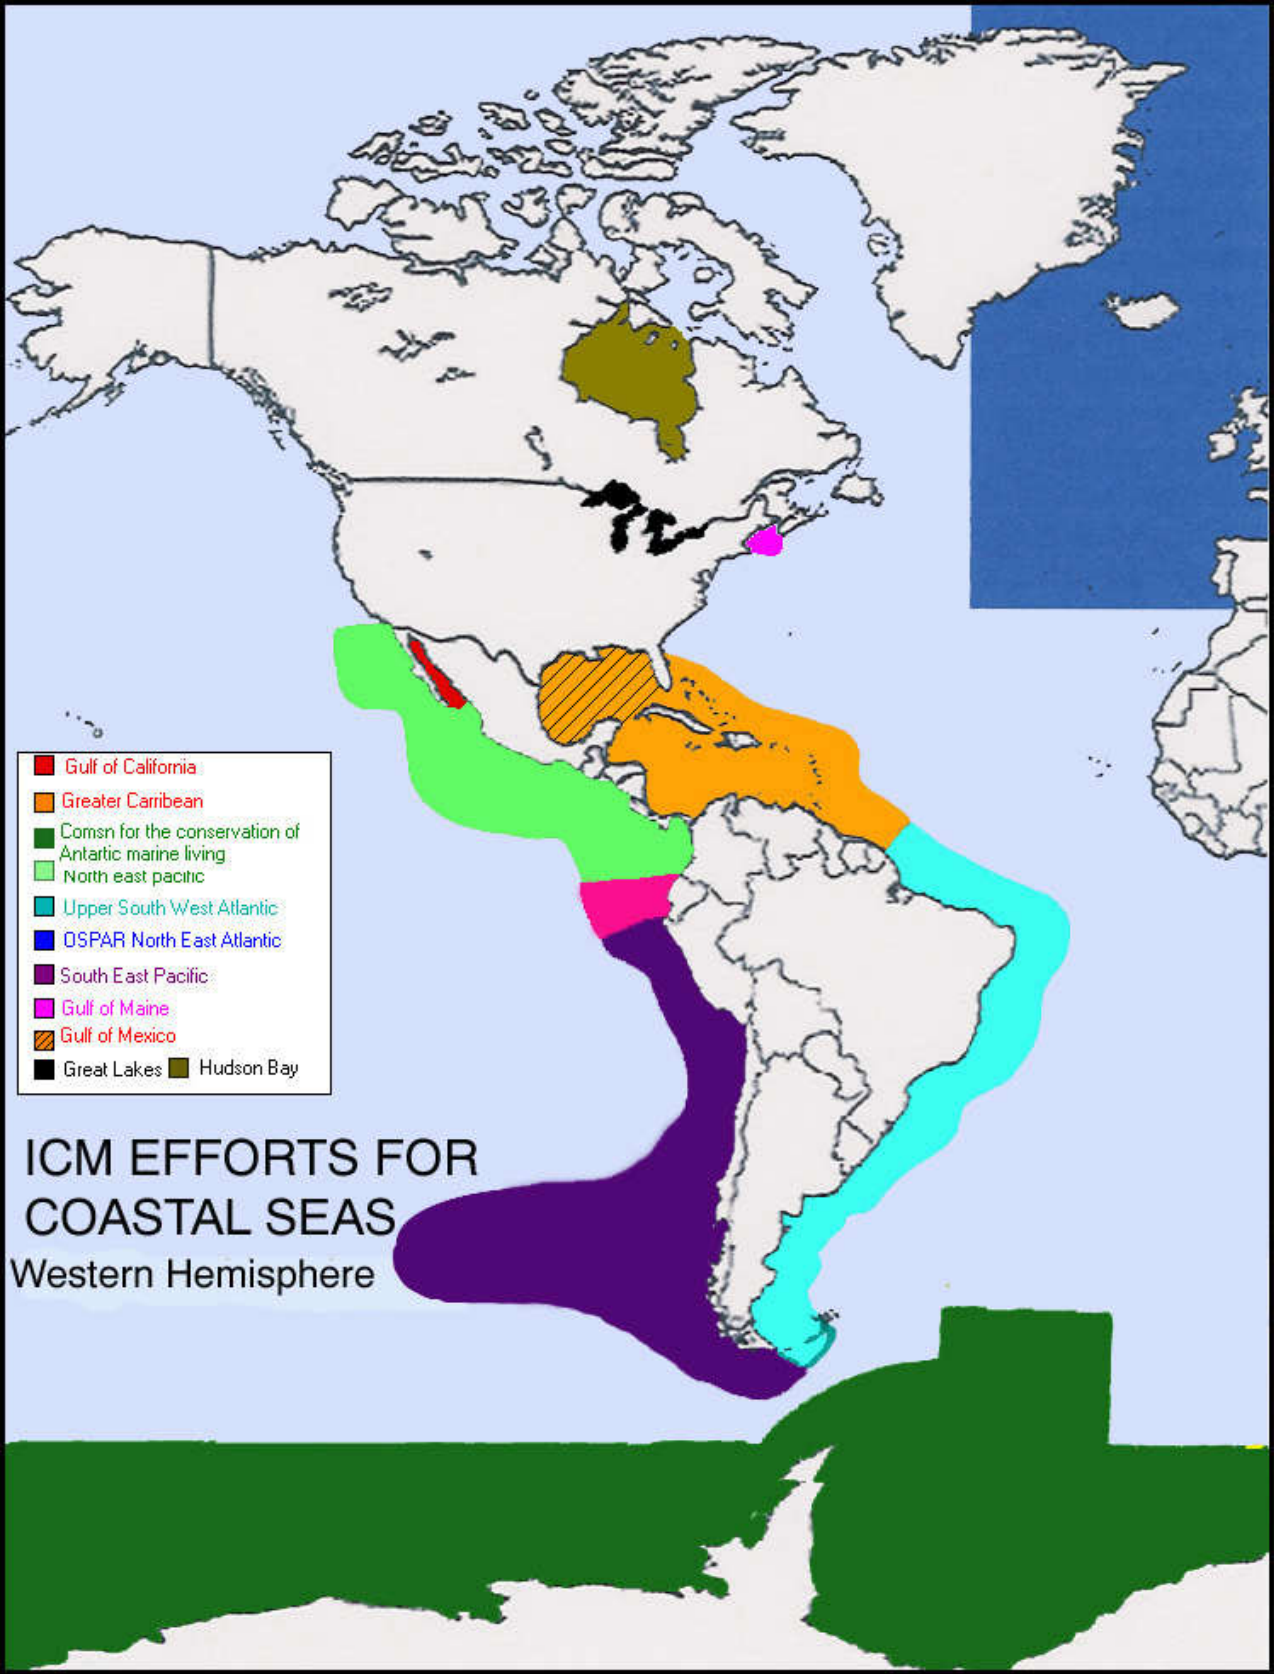 Gulf of California
Greater Carribean
Comsn for the conservation of
Antartic marine living
North east pacific
Upper South West Atlantic
OSPAR North East Atlantic
South East Pacific
Gulf of Maine
Gulf of Mexico
Great Lakes Hudson Bay
ICM EFFORTS FOR
COASTAL SEAS
Western Hemisphere